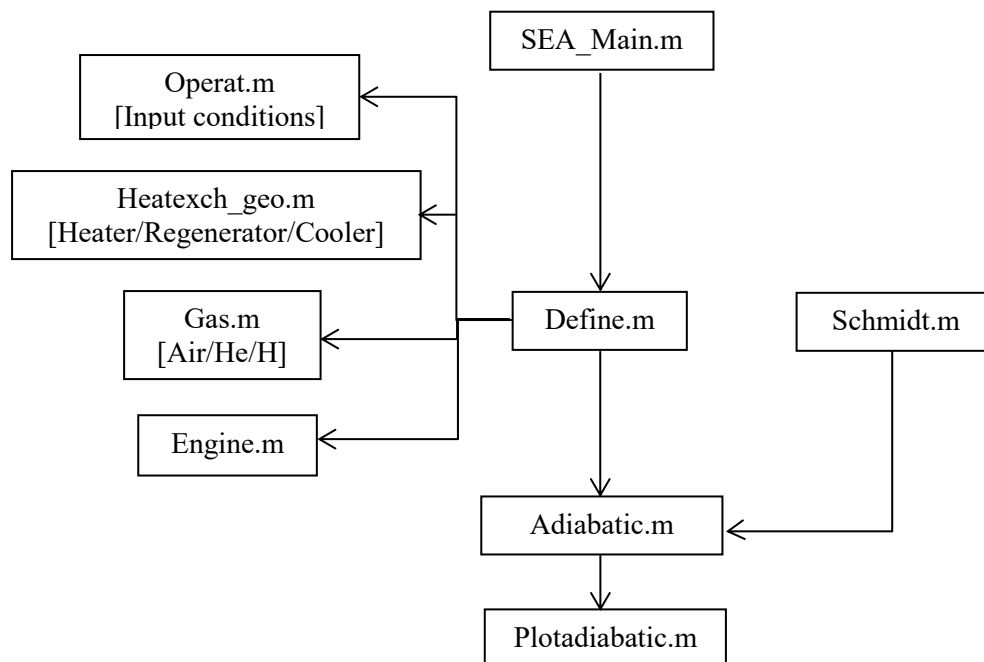 SEA_Main.m
Operat.m
[Input conditions]
Heatexch_geo.m
[Heater/Regenerator/Cooler]
Gas.m
[Air/He/H]
Define.m
Schmidt.m
Engine.m
Adiabatic.m
Plotadiabatic.m